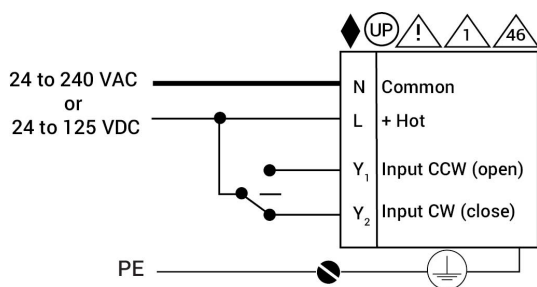 UP ! 1 46
24 to 240 VAC
or
24 to 125 VDC
N Common
L + Hot
Y1 Input CCW (open)
Y2 Input CW (close)
PE